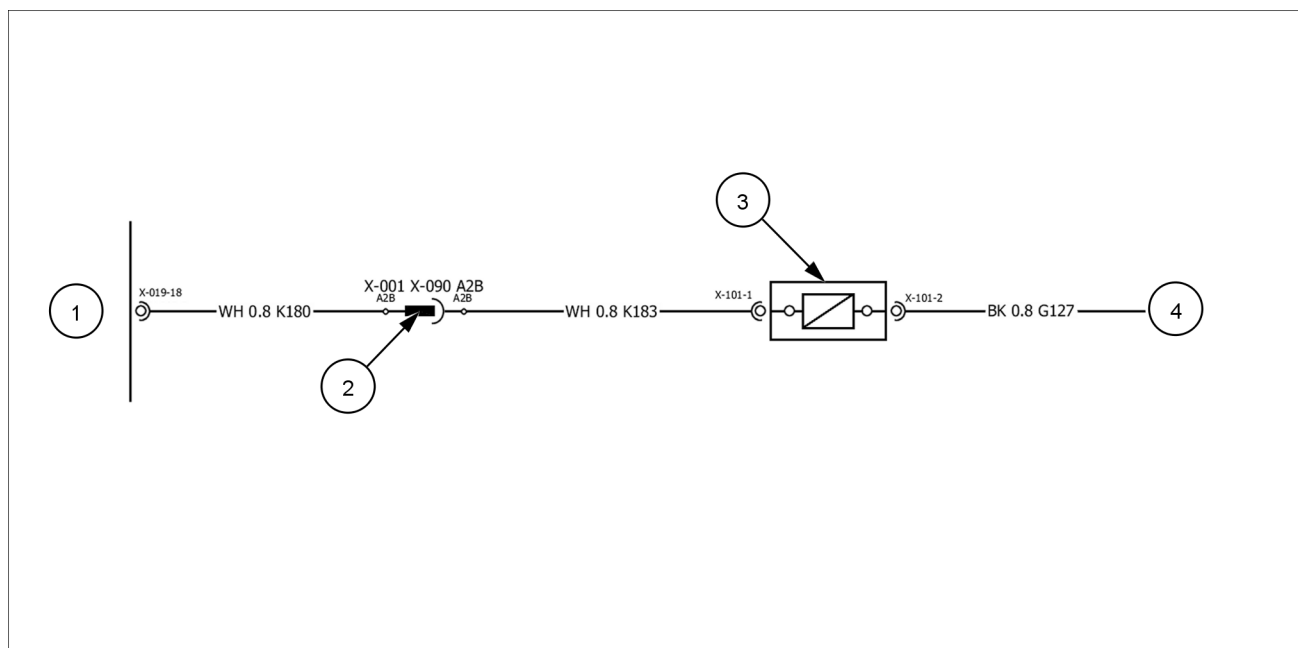 3
X-001 X-090 A2B
1
X-019-18
A2B
A2B
X-101-1
X-101-2
WH 0.8 K180
WH 0.8 K183
BK 0.8 G127
4
2